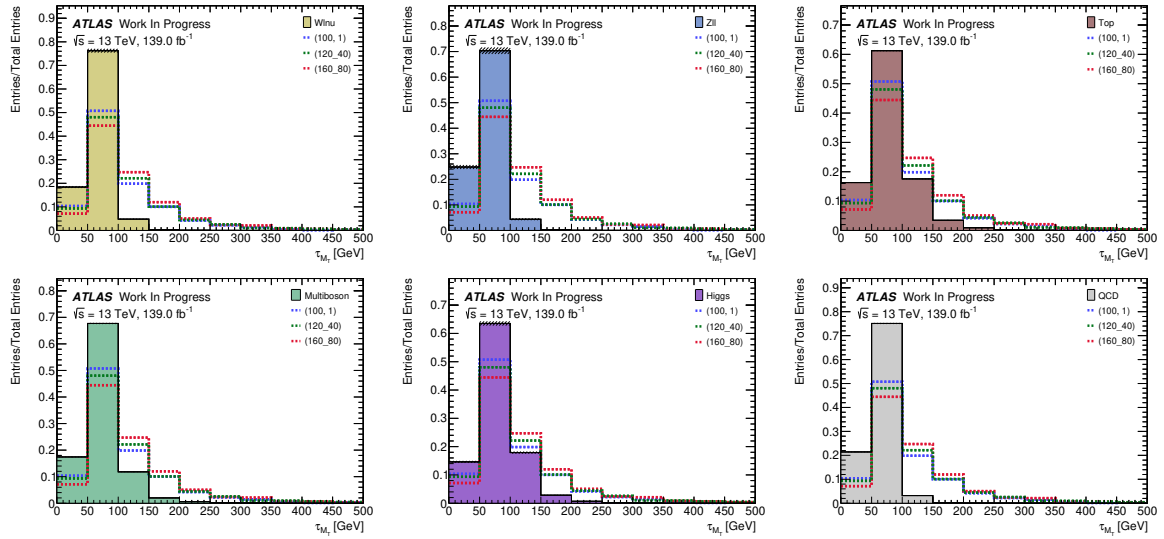 ATLAS Work In Progress
√s = 13 TeV, 139.0 fb⁻¹
Wlnu
(100, 1)
(120_40)
(160_80)
Entries/Total Entries
0.9
0.8
0.7
0.6
0.5
0.4
0.3
0.2
0.1
0
0 50 100 150 200 250 300 350 400 450 500
τ_{M_T} [GeV]
ATLAS Work In Progress
√s = 13 TeV, 139.0 fb⁻¹
Zll
(100, 1)
(120_40)
(160_80)
Entries/Total Entries
0.8
0.7
0.6
0.5
0.4
0.3
0.2
0.1
0
0 50 100 150 200 250 300 350 400 450 500
τ_{M_T} [GeV]
ATLAS Work In Progress
√s = 13 TeV, 139.0 fb⁻¹
Top
(100, 1)
(120_40)
(160_80)
Entries/Total Entries
0.7
0.6
0.5
0.4
0.3
0.2
0.1
0
0 50 100 150 200 250 300 350 400 450 500
τ_{M_T} [GeV]
ATLAS Work In Progress
√s = 13 TeV, 139.0 fb⁻¹
Multiboson
(100, 1)
(120_40)
(160_80)
Entries/Total Entries
0.8
0.7
0.6
0.5
0.4
0.3
0.2
0.1
0
0 50 100 150 200 250 300 350 400 450 500
τ_{M_T} [GeV]
ATLAS Work In Progress
√s = 13 TeV, 139.0 fb⁻¹
Higgs
(100, 1)
(120_40)
(160_80)
Entries/Total Entries
0.7
0.6
0.5
0.4
0.3
0.2
0.1
0
0 50 100 150 200 250 300 350 400 450 500
τ_{M_T} [GeV]
ATLAS Work In Progress
√s = 13 TeV, 139.0 fb⁻¹
QCD
(100, 1)
(120_40)
(160_80)
Entries/Total Entries
0.9
0.8
0.7
0.6
0.5
0.4
0.3
0.2
0.1
0
0 50 100 150 200 250 300 350 400 450 500
τ_{M_T} [GeV]